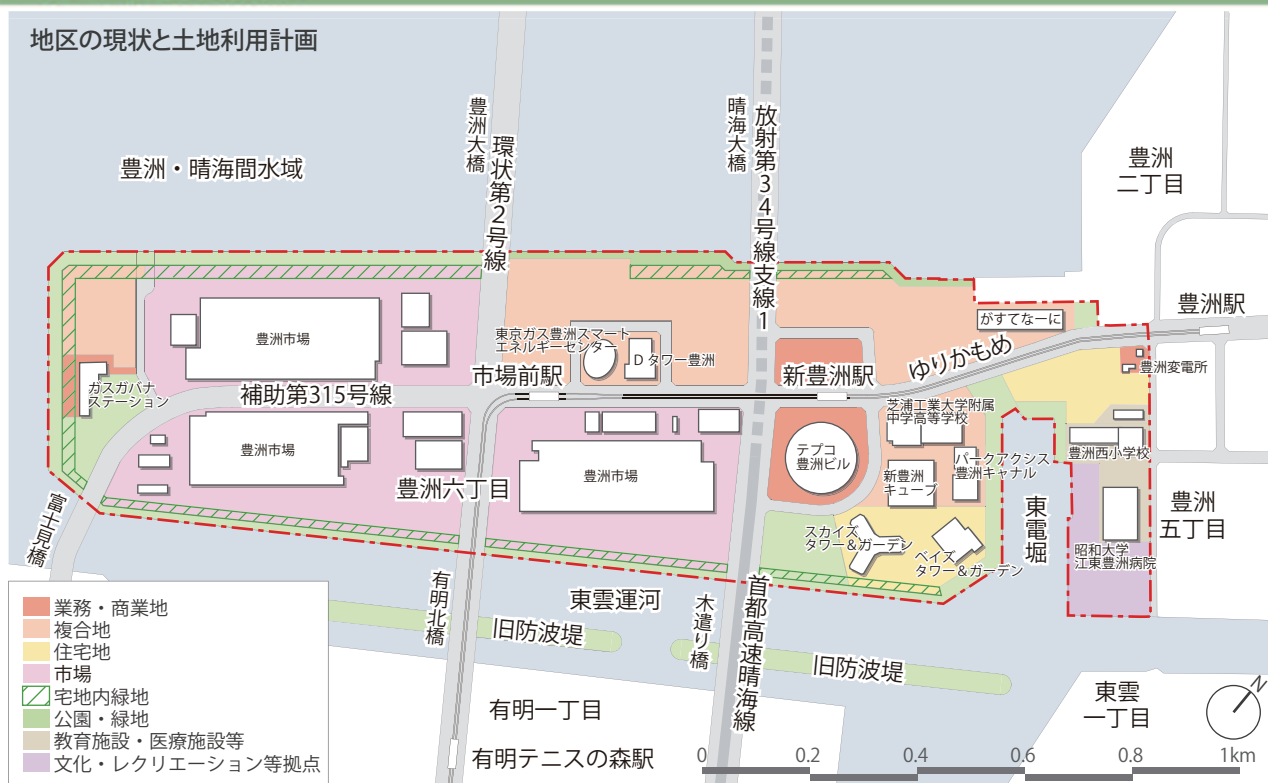 地区の現状と土地利用計画
豊洲・晴海間水域
豊洲大橋
環状第2号線
晴海大橋
放射第34号線支線1
豊洲
二丁目
豊洲駅
がすてなーに
ゆりかもめ
豊洲変電所
豊洲市場
東京ガス豊洲スマート
エネルギーセンター
Dタワー豊洲
市場前駅
新豊洲駅
ガスガバナ
ステーション
補助第315号線
芝浦工業大学附属
中学高等学校
豊洲市場
豊洲市場
テプコ
豊洲ビル
パークアクシス
豊洲キャナル
豊洲西小学校
新豊洲
キューブ
豊洲六丁目
富士見橋
東電堀
豊洲
五丁目
スカイズ
タワー&ガーデン
ベイズ
タワー&ガーデン
昭和大学
江東豊洲病院
業務・商業地
複合地
住宅地
市場
宅地内緑地
公園・緑地
教育施設・医療施設等
文化・レクリエーション等拠点
有明北橋
東雲運河
木遣り橋
首都高速晴海線
旧防波堤
旧防波堤
有明一丁目
有明テニスの森駅
東雲
一丁目
N
0 0.2 0.4 0.6 0.8 1km